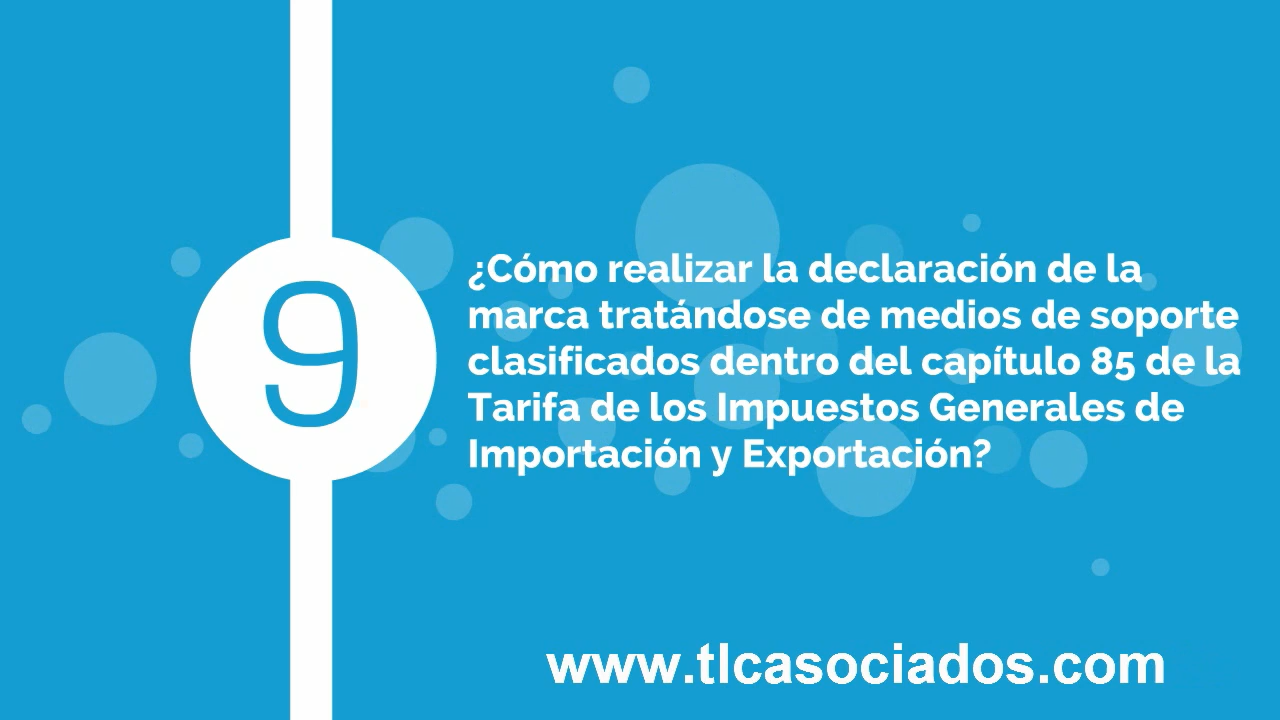 9
¿Cómo realizar la declaración de la
marca tratándose de medios de soporte
clasificados dentro del capítulo 85 de la
Tarifa de los Impuestos Generales de
Importación y Exportación?
www.tlcasociados.com